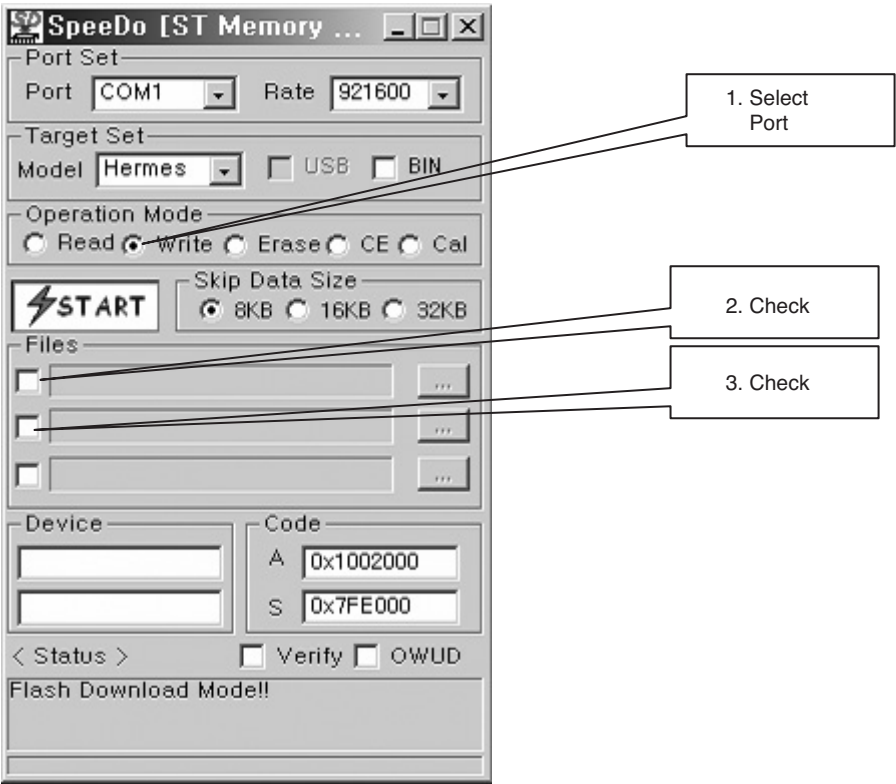 SpeeDo [ST Memory ...
Port Set
Port COM1 Rate 921600
1. Select
Port
Target Set
Model Hermes USB BIN
Operation Mode
Read Write Erase CE Cal
START
Skip Data Size
8KB 16KB 32KB
2. Check
Files
...
3. Check
...
...
Device
Code
A 0x1002000
S 0x7FE000
< Status > Verify OWUD
Flash Download Mode!!